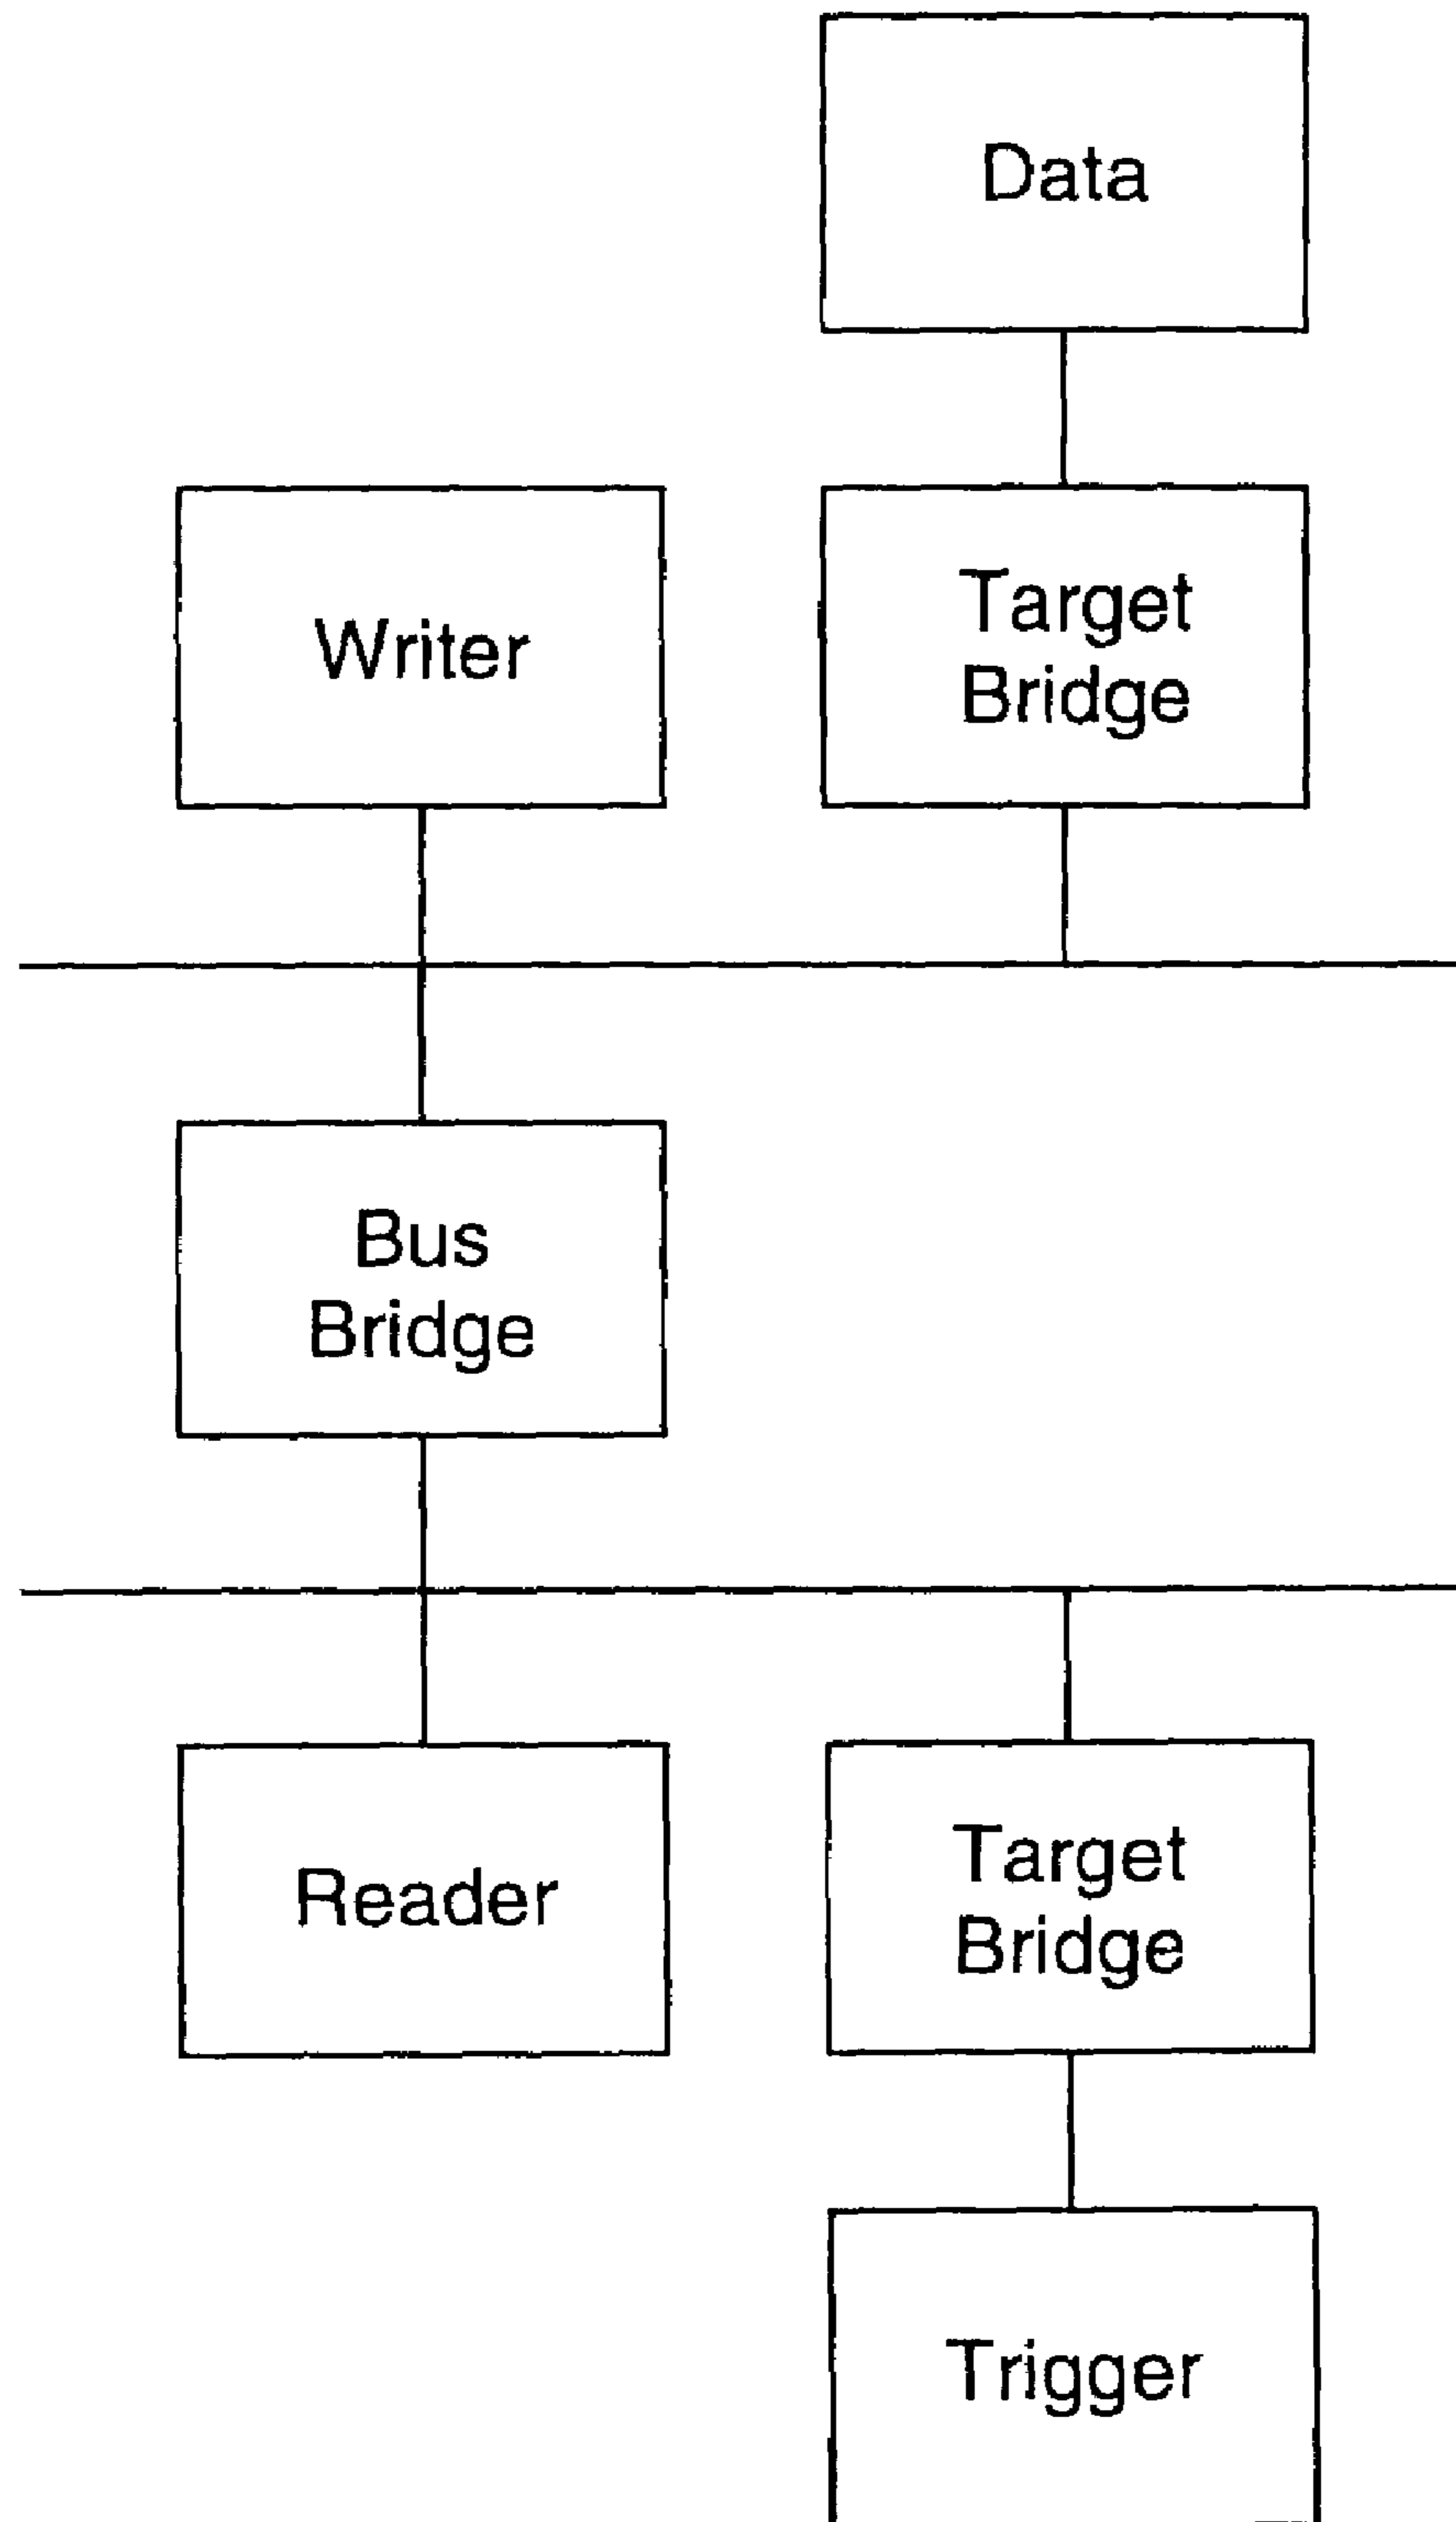 Data
Writer
Target
Bridge
Bus
Bridge
Reader
Target
Bridge
Trigger